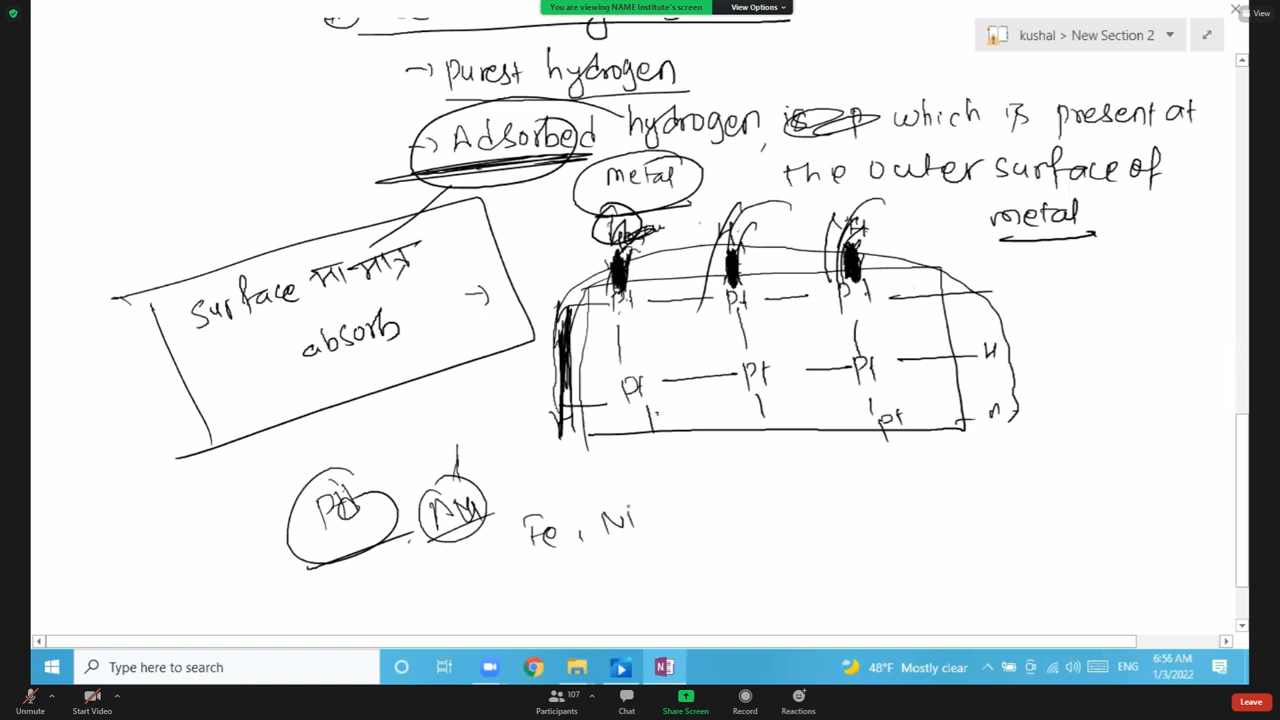 You are viewing NAME Institute's screen
View Options
View
kushal > New Section 2
→ purest hydrogen
→ Adsorbed hydrogen, which is present at
the outer surface of
metal
metal
surface मा मात्र
absorb
→
H
Pt — Pt — Pt
Pt — Pt — Pt — H
Pt
Pd, Au Fe, Ni
Type here to search
48°F Mostly clear
ENG
6:56 AM
1/3/2022
Unmute
Start Video
107
Participants
Chat
Share Screen
Record
Reactions
Leave